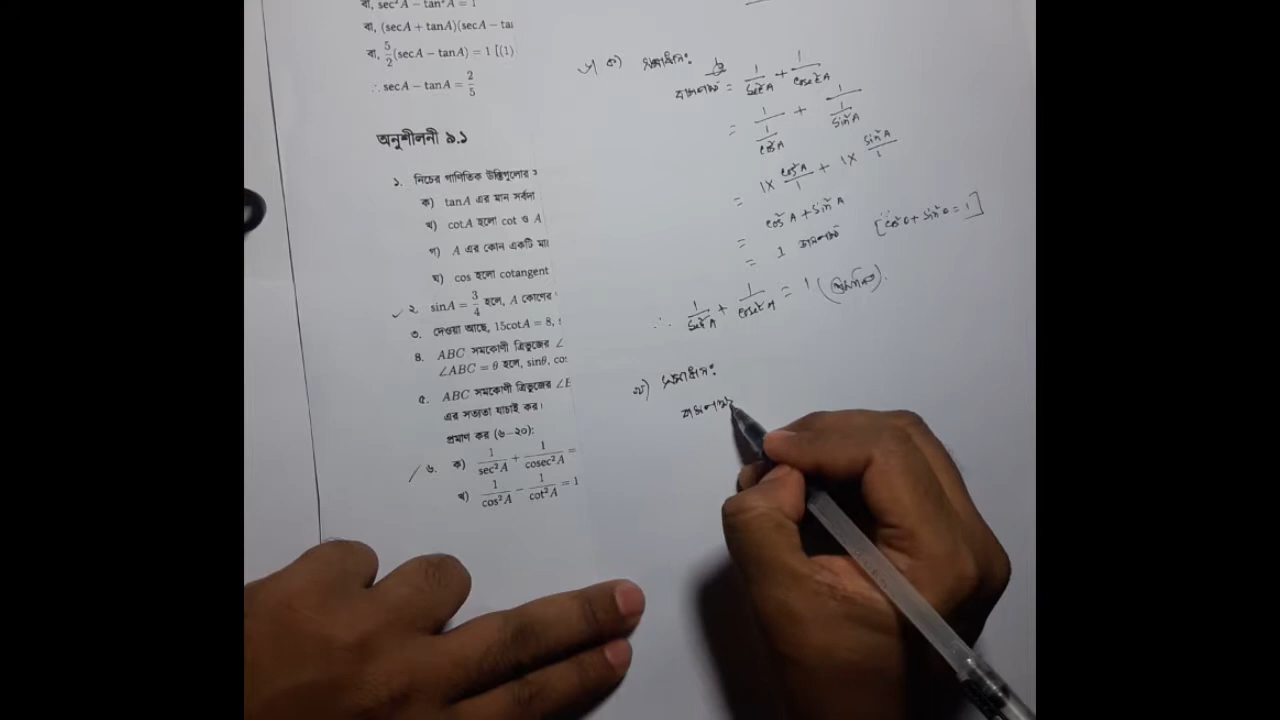 বা, sec²A − tan²A = 1
বা, (secA + tanA)(secA − ta
বা, 5/2(secA − tanA) = 1 [(1)
∴ secA − tanA = 2/5
অনুশীলনী ৯.১
১. নিচের গাণিতিক উক্তিগুলোর
ক) tanA এর মান সর্বদা
খ) cotA হলো cot ও A
গ) A এর কোন একটি মা
ঘ) cos হলো cotangent
২. sinA = 3/4 হলে, A কোণের
৩. দেওয়া আছে, 15cotA = 8,
৪. ABC সমকোণী ত্রিভুজের ∠
∠ABC = θ হলে, sinθ, co
৫. ABC সমকোণী ত্রিভুজের ∠B
এর সত্যতা যাচাই কর।
প্রমাণ কর (৬–২০):
৬. ক) 1/sec²A + 1/cosec²A =
খ) 1/cos²A − 1/cot²A = 1
৬) ক) সমাধান:
বামপক্ষ = 1/sec²A + 1/cosec²A
= 1/(1/cos²A) + 1/(1/sin²A)
= 1 × cos²A/1 + 1 × sin²A/1
= cos²A + sin²A
= 1 ডানপক্ষ [∵ cos²θ + sin²θ = 1]
∴ 1/sec²A + 1/cosec²A = 1 (প্রমাণিত).
খ) সমাধান:
বামপক্ষ